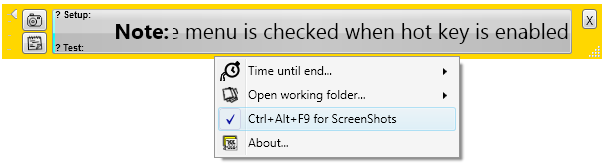 ? Setup:
Note: e menu is checked when hot key is enabled
? Test:
X
Time until end...
Open working folder...
Ctrl+Alt+F9 for ScreenShots
About...